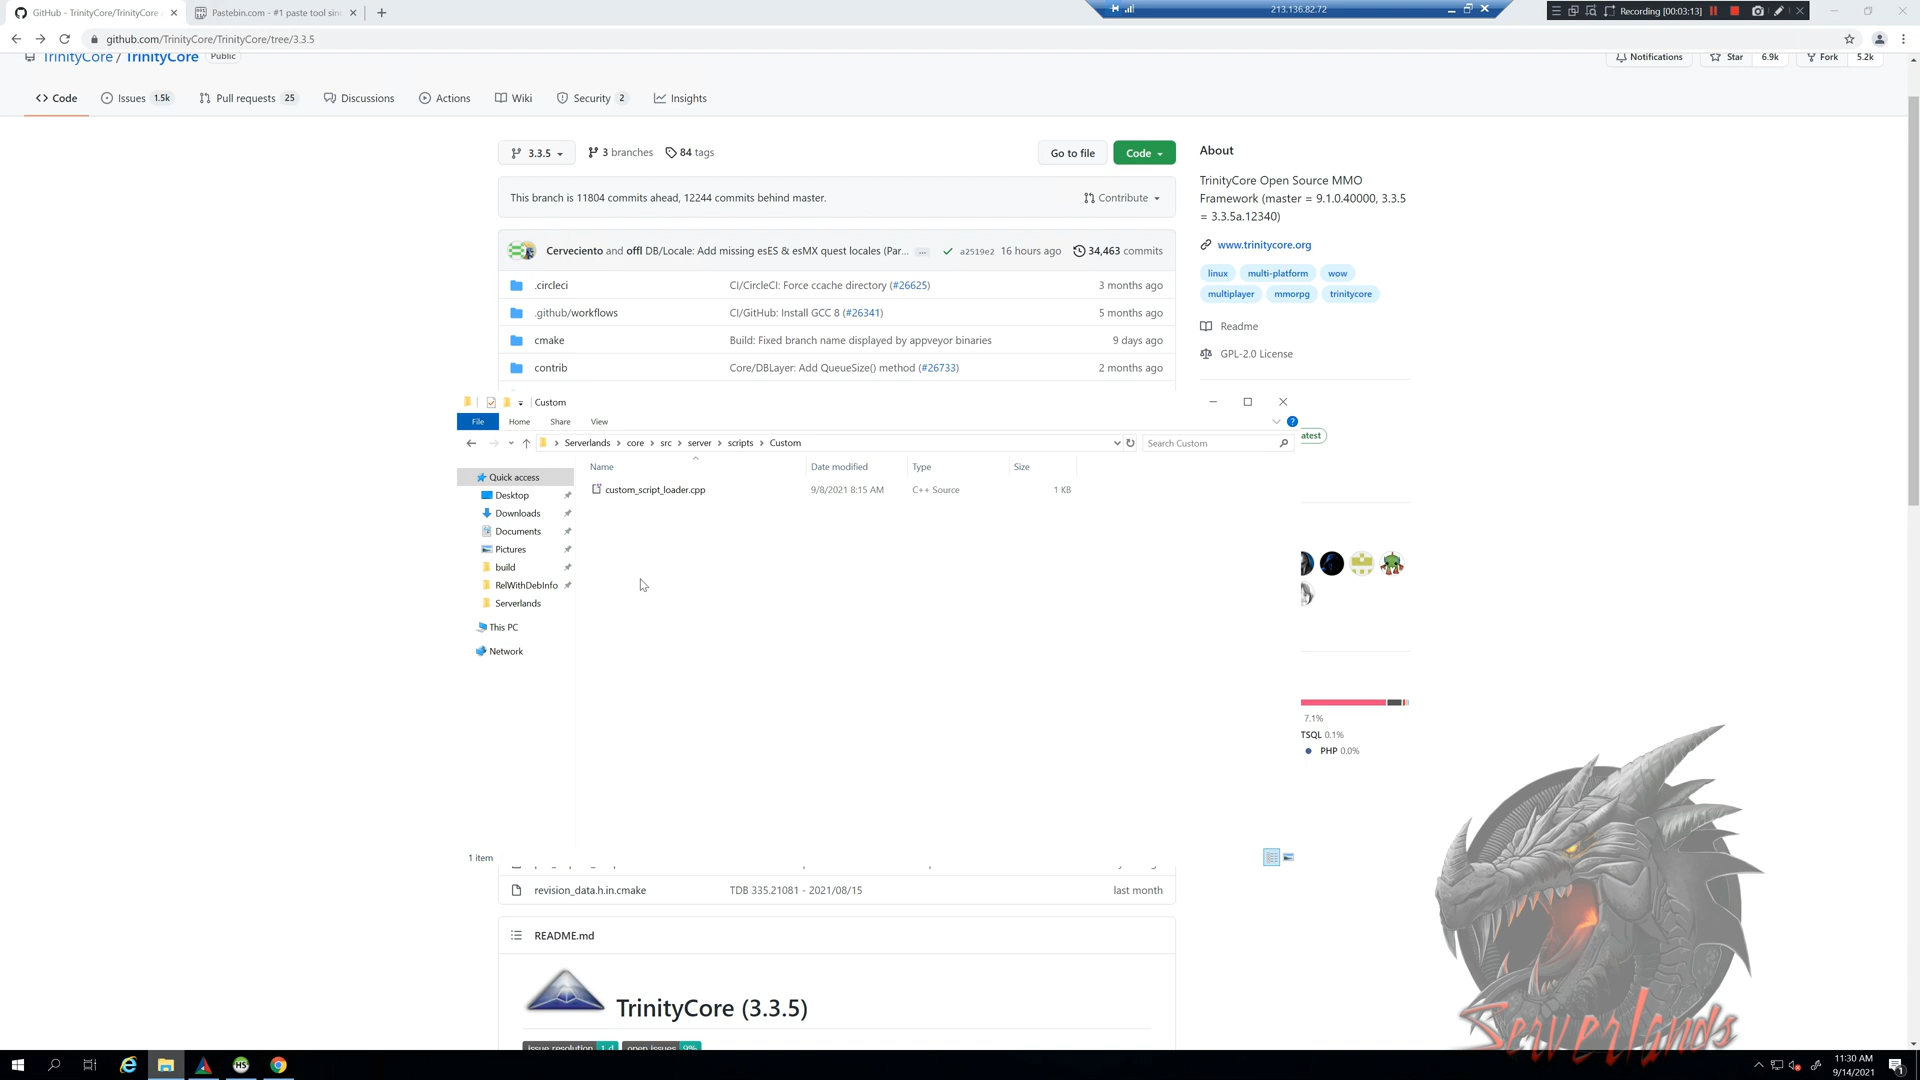 GitHub - TrinityCore/TrinityCore
Pastebin.com - #1 paste tool sinc
213.136.82.72
Recording [00:03:13]
github.com/TrinityCore/TrinityCore/tree/3.3.5
TrinityCore / TrinityCore Public
Notifications Star 6.9k Fork 5.2k
Code Issues 1.5k Pull requests 25 Discussions Actions Wiki Security 2 Insights
3.3.5 3 branches 84 tags Go to file Code
This branch is 11804 commits ahead, 12244 commits behind master. Contribute
Cerveciento and offl DB/Locale: Add missing esES & esMX quest locales (Par... ... a2519e2 16 hours ago 34,463 commits
.circleci CI/CircleCI: Force ccache directory (#26625) 3 months ago
.github/workflows CI/GitHub: Install GCC 8 (#26341) 5 months ago
cmake Build: Fixed branch name displayed by appveyor binaries 9 days ago
contrib Core/DBLayer: Add QueueSize() method (#26733) 2 months ago
About
TrinityCore Open Source MMO
Framework (master = 9.1.0.40000, 3.3.5
= 3.3.5a.12340)
www.trinitycore.org
linux multi-platform wow
multiplayer mmorpg trinitycore
Readme
GPL-2.0 License
Custom
File Home Share View
Serverlands > core > src > server > scripts > Custom
Search Custom
atest
Name Date modified Type Size
custom_script_loader.cpp 9/8/2021 8:15 AM C++ Source 1 KB
Quick access
Desktop
Downloads
Documents
Pictures
build
RelWithDebInfo
Serverlands
This PC
Network
1 item
7.1%
TSQL 0.1%
PHP 0.0%
revision_data.h.in.cmake TDB 335.21081 - 2021/08/15 last month
README.md
TrinityCore (3.3.5)
issue resolution 1 d open issues 9%
Serverlands
HS
11:30 AM
9/14/2021
1